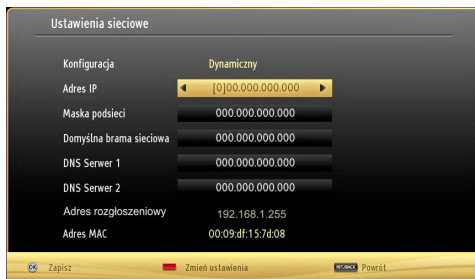 Ustawienia sieciowe
Konfiguracja Dynamiczny
Adres IP [0]00.000.000.000
Maska podsieci 000.000.000.000
Domyślna brama sieciowa 000.000.000.000
DNS Serwer 1 000.000.000.000
DNS Serwer 2 000.000.000.000
Adres rozgłoszeniowy 192.168.1.255
Adres MAC 00:09:df:15:7d:08
OK Zapisz Zmień ustawienia RET./BACK Powrót